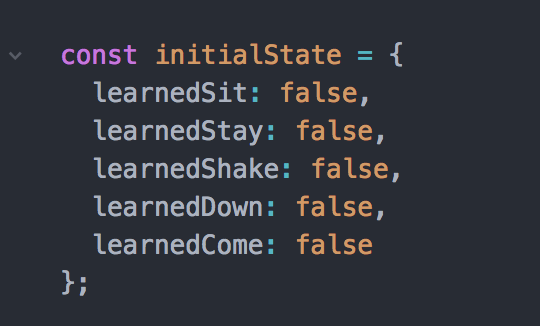 const initialState = {
  learnedSit: false,
  learnedStay: false,
  learnedShake: false,
  learnedDown: false,
  learnedCome: false
};